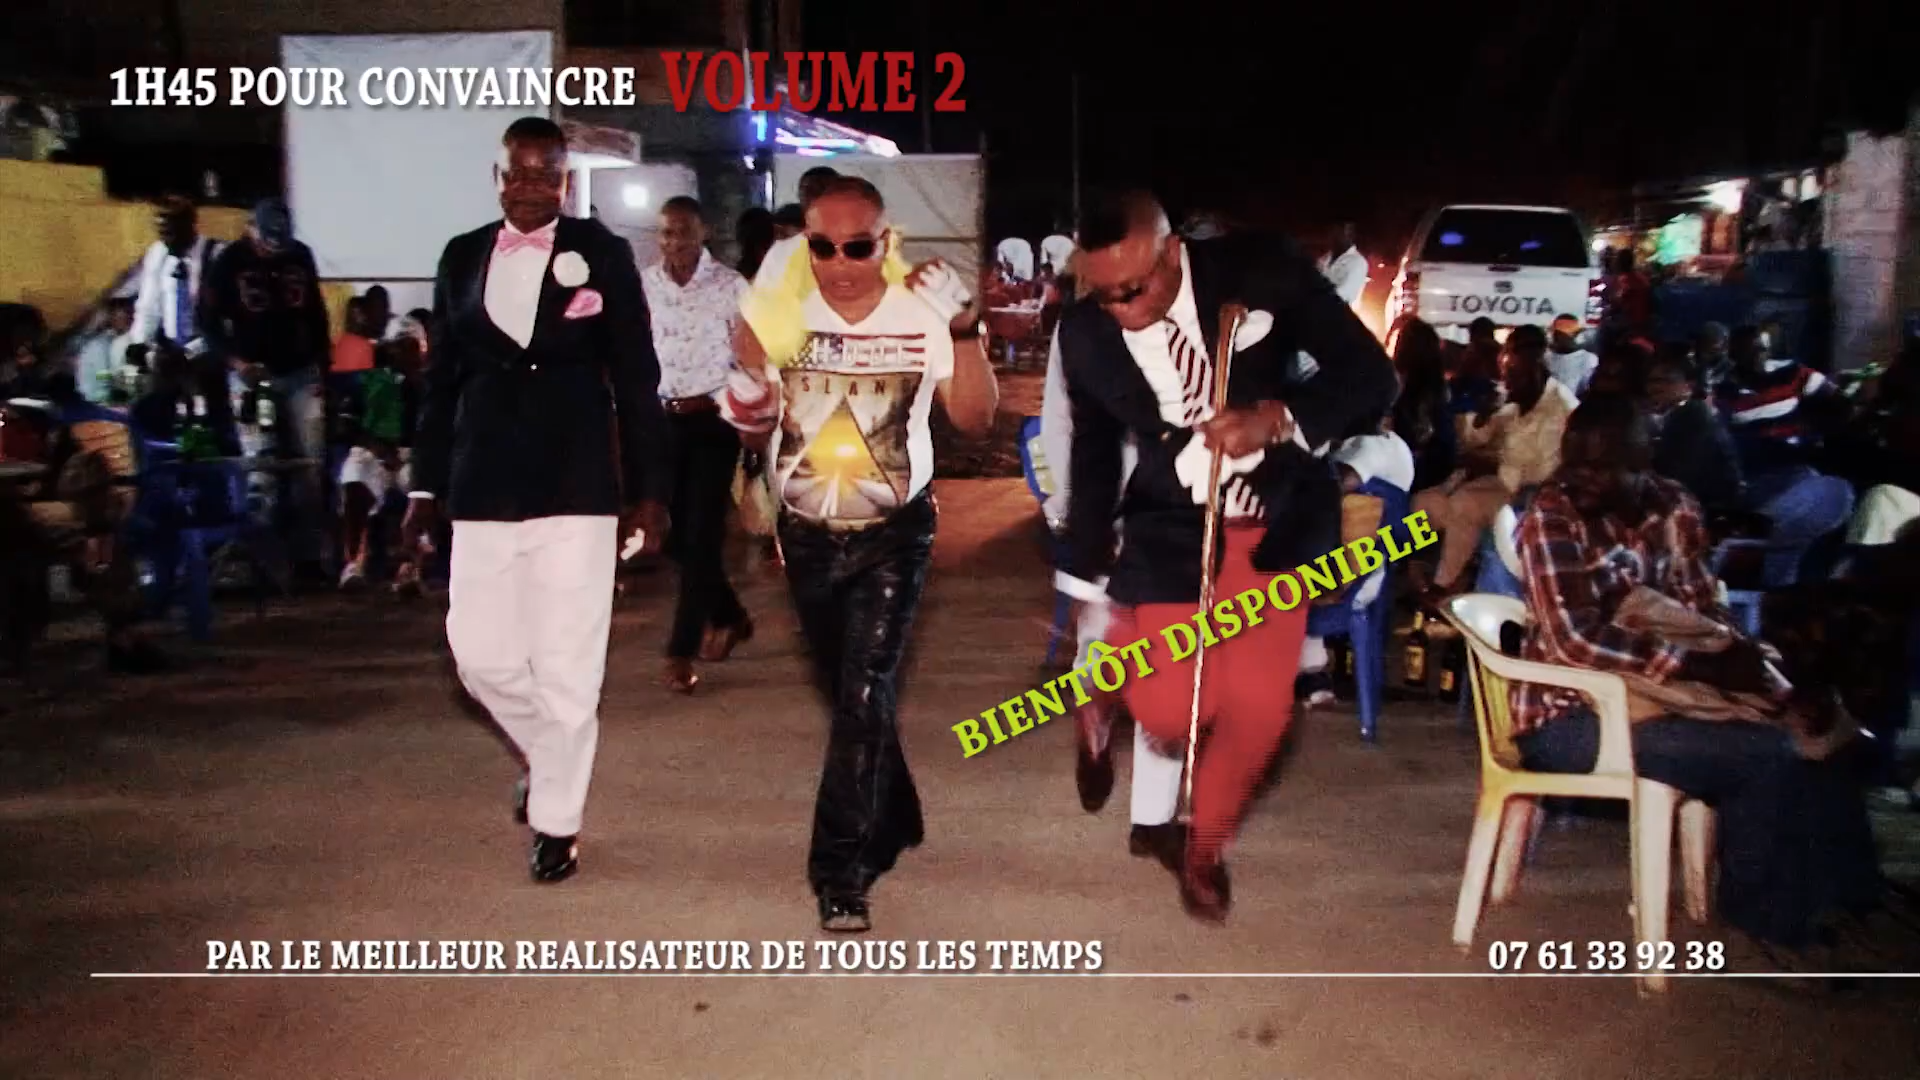 1H45 POUR CONVAINCRE VOLUME 2
TOYOTA
ISLAND
BIENTÔT DISPONIBLE
PAR LE MEILLEUR REALISATEUR DE TOUS LES TEMPS
07 61 33 92 38